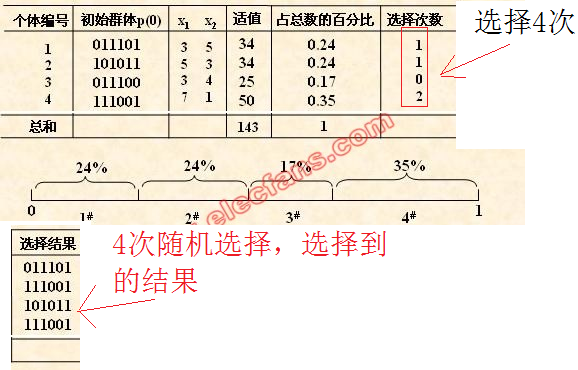 个体编号 初始群体p(0) x1 x2 适值 占总数的百分比 选择次数
1 011101 3 5 34 0.24 1
2 101011 5 3 34 0.24 1
3 011100 3 4 25 0.17 0
4 111001 7 1 50 0.35 2
总和 143 1
选择4次
24% 24% 17% 35%
0 1# 2# 3# 4# 1
elecfans.com
选择结果
011101
111001
101011
111001
4次随机选择，选择到
的结果